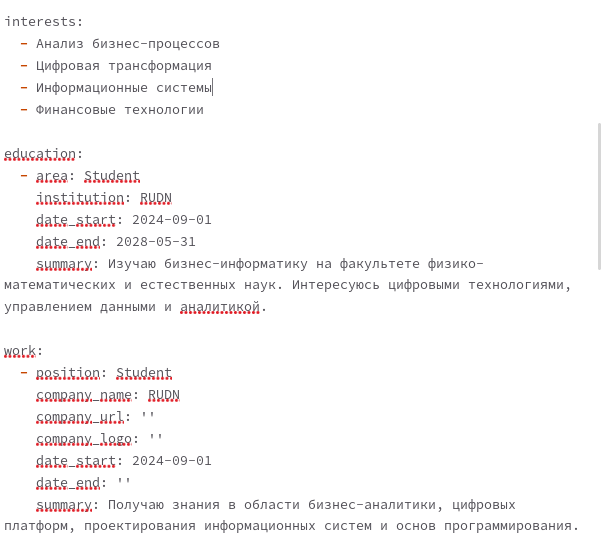 interests:
- Анализ бизнес-процессов
- Цифровая трансформация
- Информационные системы
- Финансовые технологии
education:
- area: Student
institution: RUDN
date_start: 2024-09-01
date_end: 2028-05-31
summary: Изучаю бизнес-информатику на факультете физико-
математических и естественных наук. Интересуюсь цифровыми технологиями,
управлением данными и аналитикой.
work:
- position: Student
company_name: RUDN
company_url: ''
company_logo: ''
date_start: 2024-09-01
date_end: ''
summary: Получаю знания в области бизнес-аналитики, цифровых
платформ, проектирования информационных систем и основ программирования.